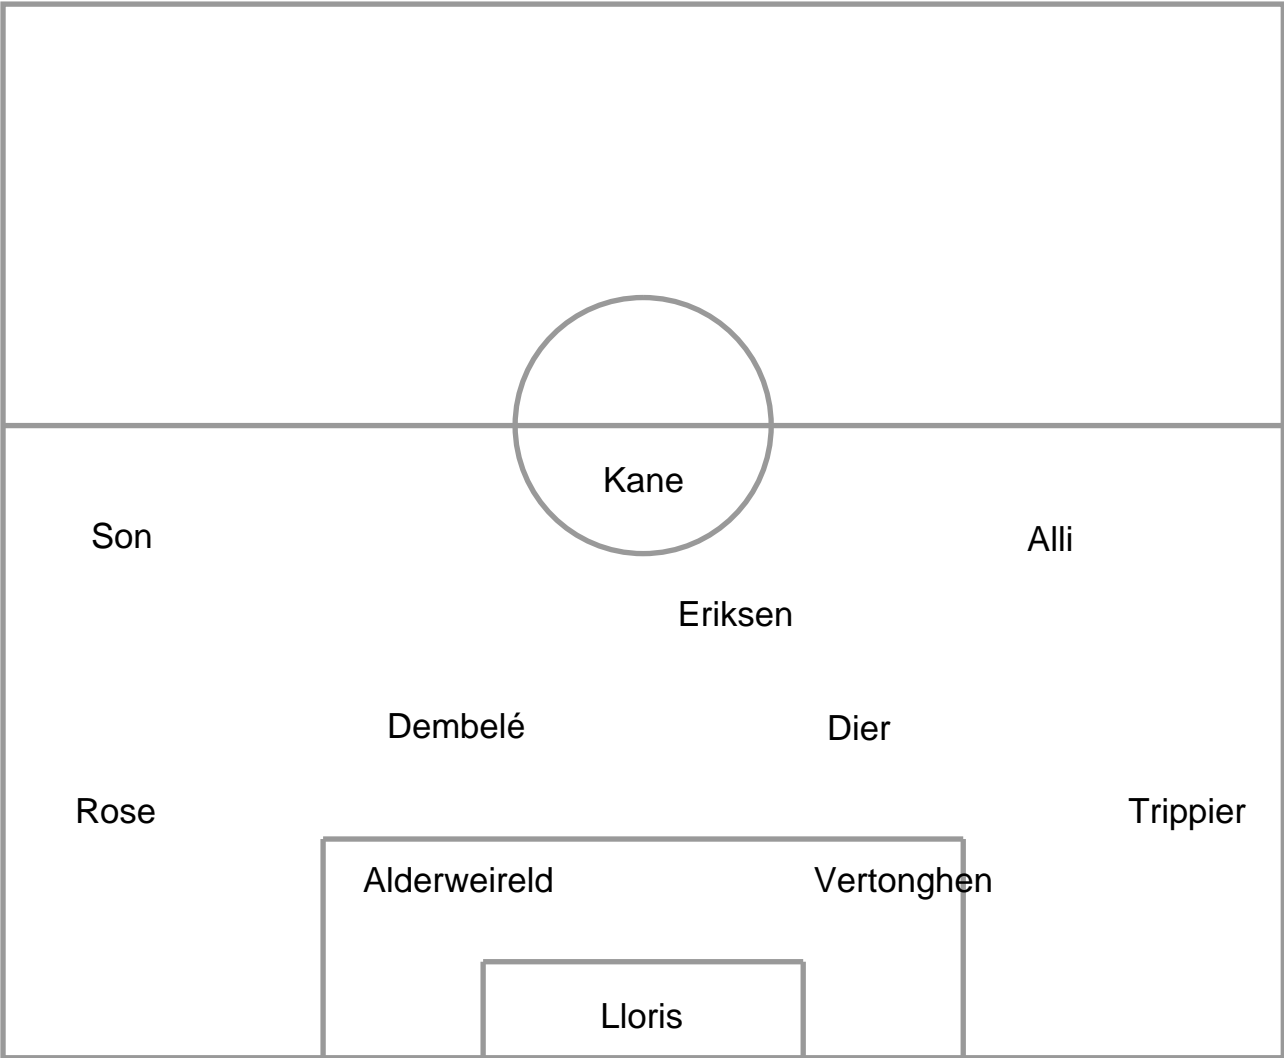 Kane
Son
Alli
Eriksen
Dembelé
Dier
Rose
Trippier
Alderweireld
Vertonghen
Lloris